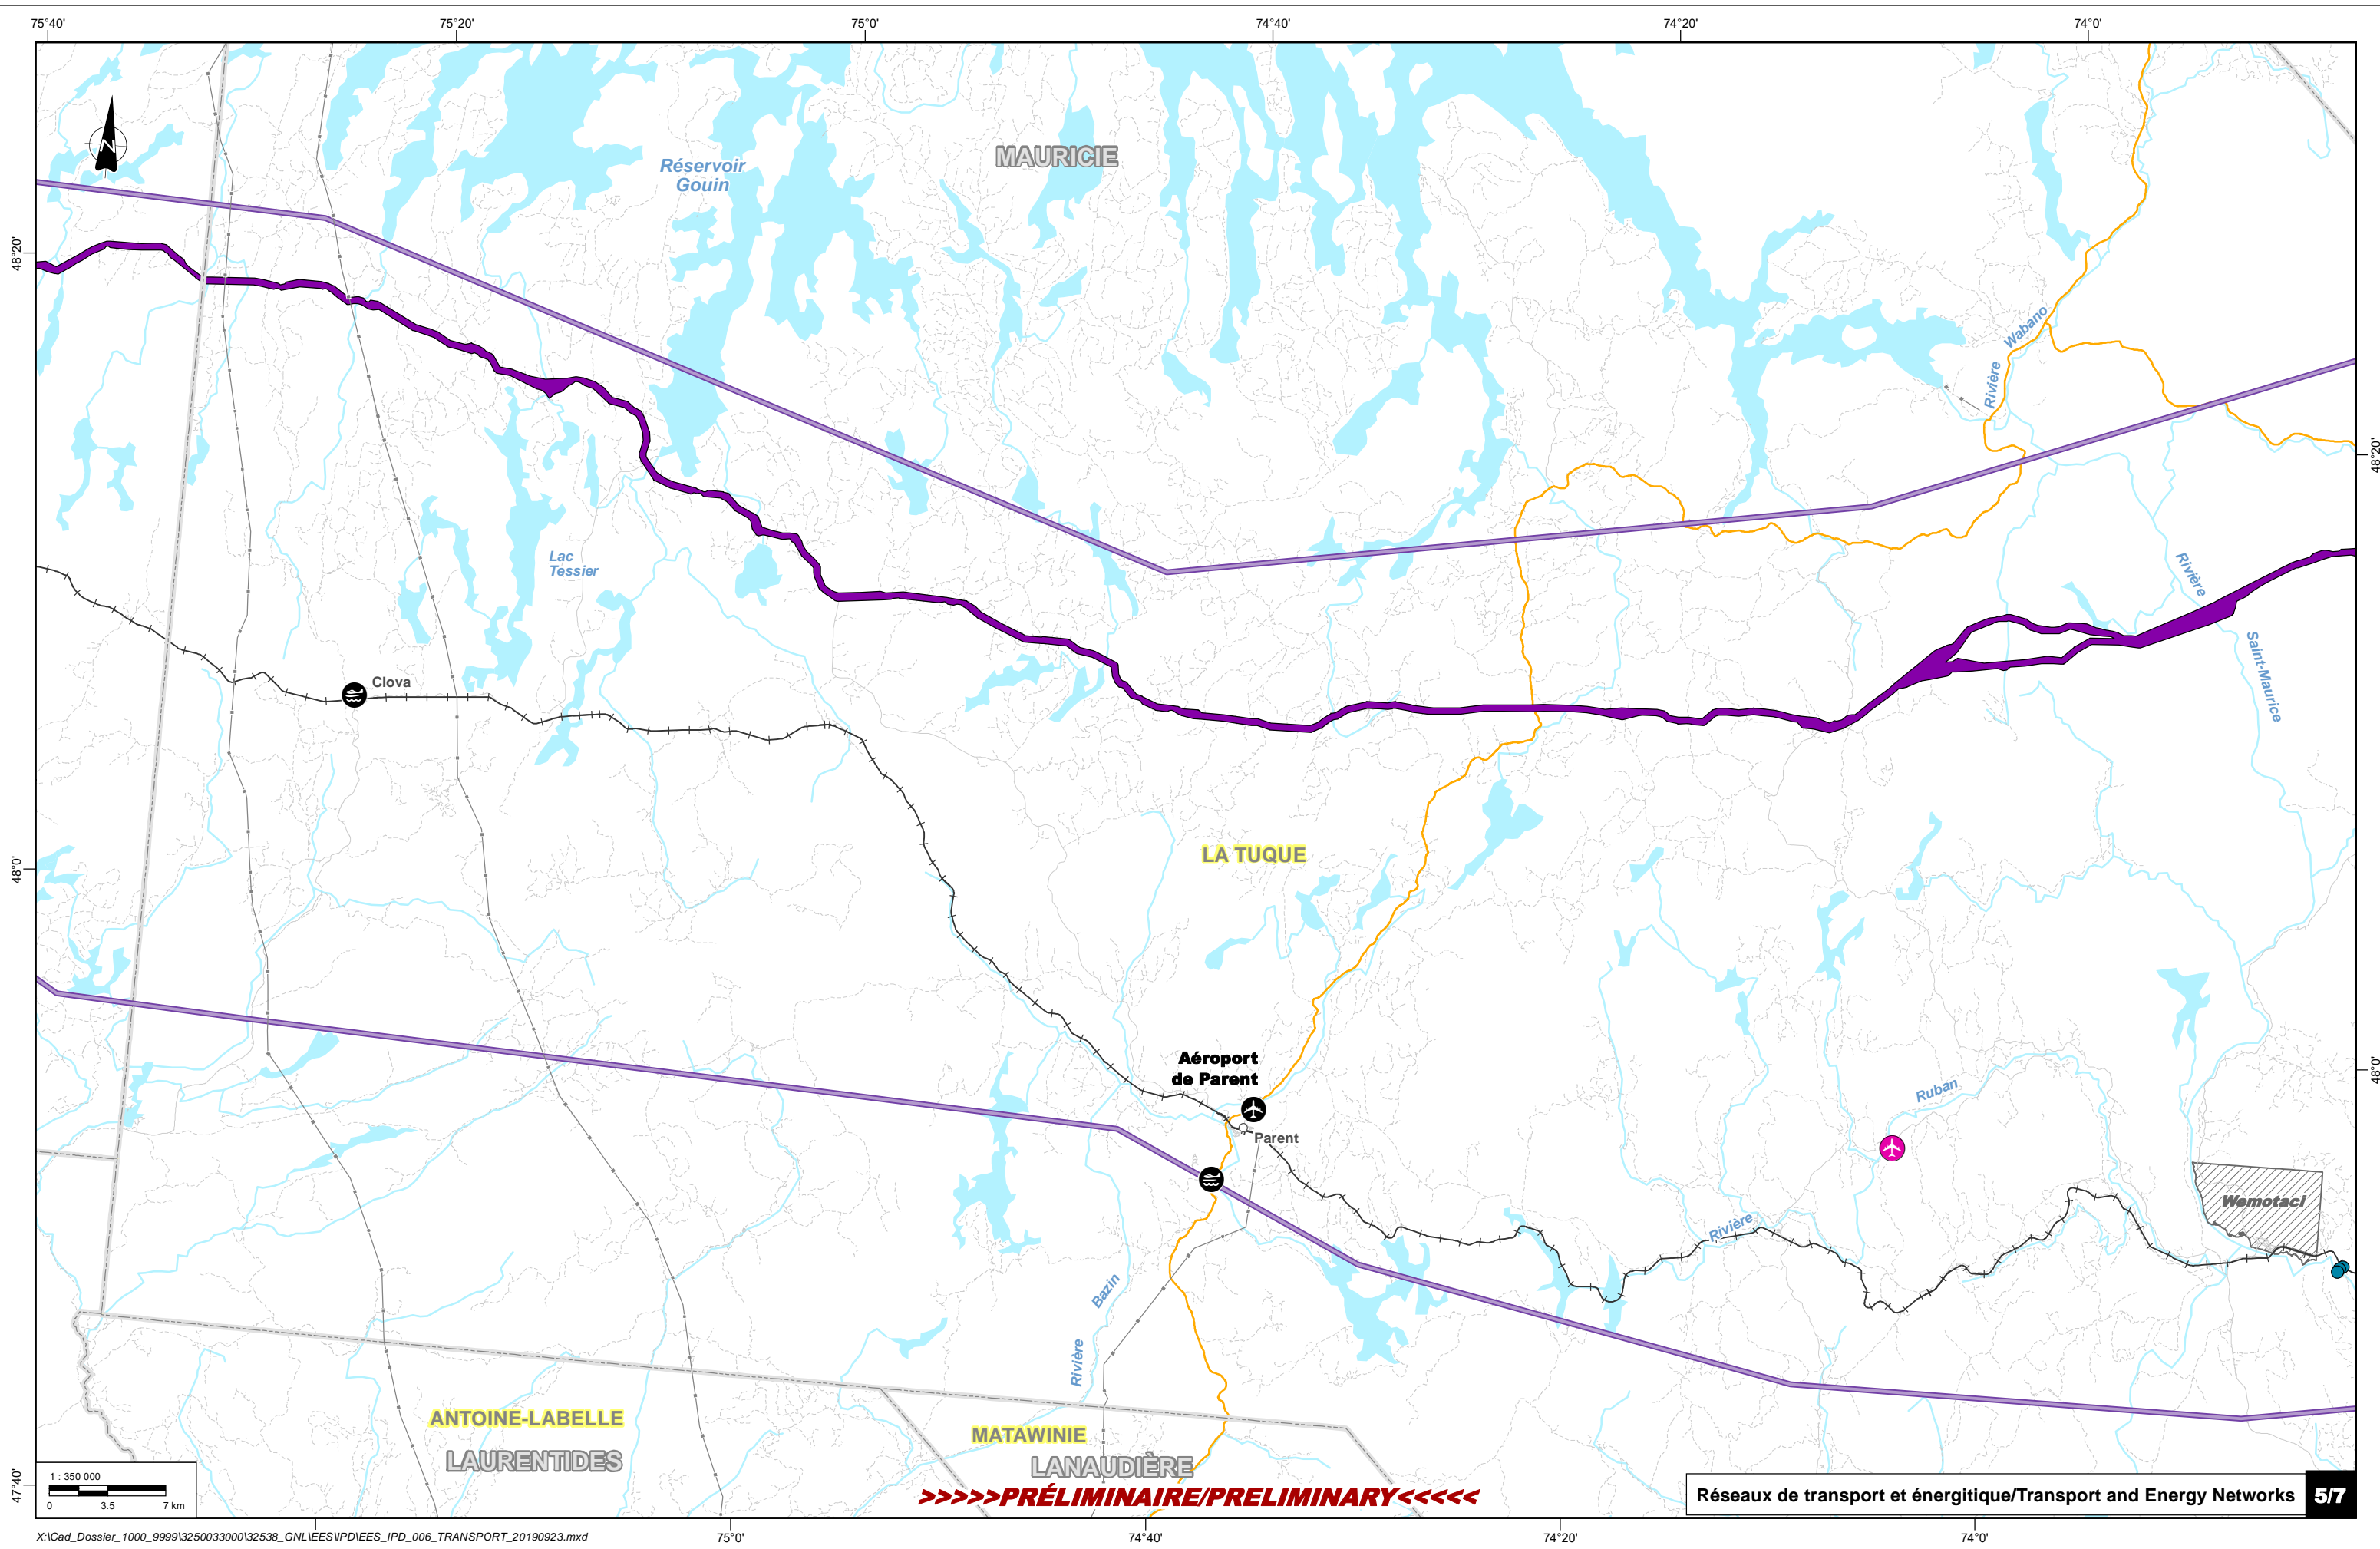 75°40'
75°20'
75°0'
74°40'
74°20'
74°0'
N
MAURICIE
Réservoir
Gouin
48°20'
Rivière
Wabano
48°20'
Lac
Tessier
Rivière
Saint-Maurice
Clova
LA TUQUE
48°0'
Aéroport
de Parent
Parent
48°0'
Ruban
Rivière
Wemotaci
Bazin
Rivière
ANTOINE-LABELLE
LAURENTIDES
MATAWINIE
LANAUDIÈRE
47°40'
1 : 350 000
0 3.5 7 km
>>>>>PRÉLIMINAIRE/PRELIMINARY<<<<<
Réseaux de transport et énergitique/Transport and Energy Networks 5/7
X:\Cad_Dossier_1000_9999\3250033000\32538_GNL\EES\IPD\EES_IPD_006_TRANSPORT_20190923.mxd
75°0'
74°40'
74°20'
74°0'